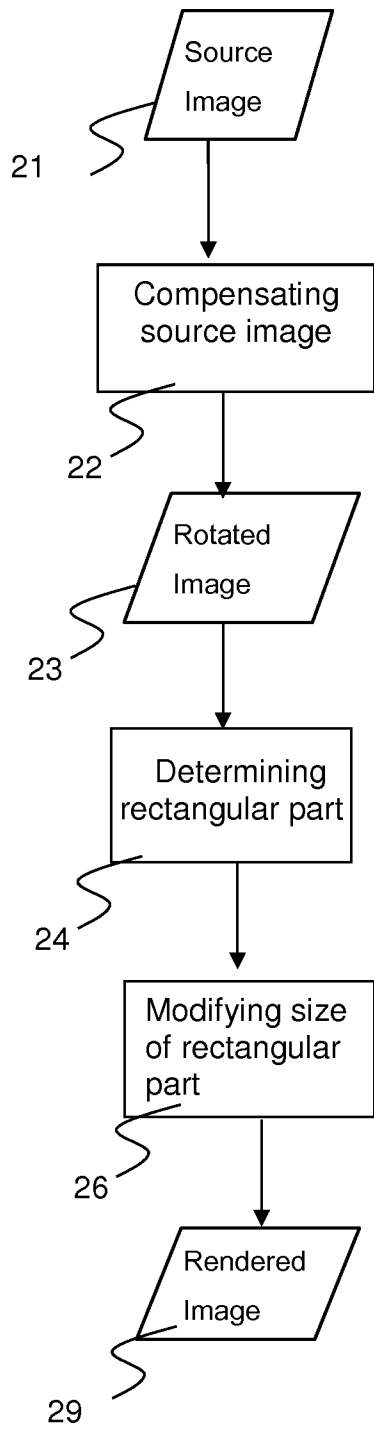 Source
Image
21
Compensating
source image
22
Rotated
Image
23
Determining
rectangular part
24
Modifying size
of rectangular
part
26
Rendered
Image
29